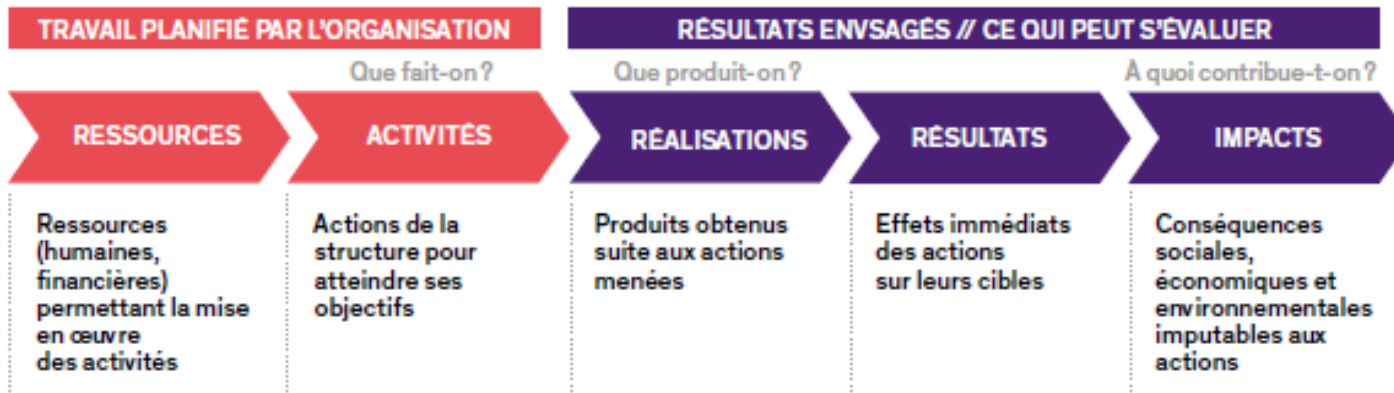 TRAVAIL PLANIFIÉ PAR L'ORGANISATION
RÉSULTATS ENVSAGÉS // CE QUI PEUT S'ÉVALUER
Que fait-on?
Que produit-on?
À quoi contribue-t-on?
RESSOURCES
ACTIVITÉS
RÉALISATIONS
RÉSULTATS
IMPACTS
Ressources
(humaines,
financières)
permettant la mise
en œuvre
des activités
Actions de la
structure pour
atteindre ses
objectifs
Produits obtenus
suite aux actions
menées
Effets immédiats
des actions
sur leurs cibles
Conséquences
sociales,
économiques et
environnementales
imputables aux
actions